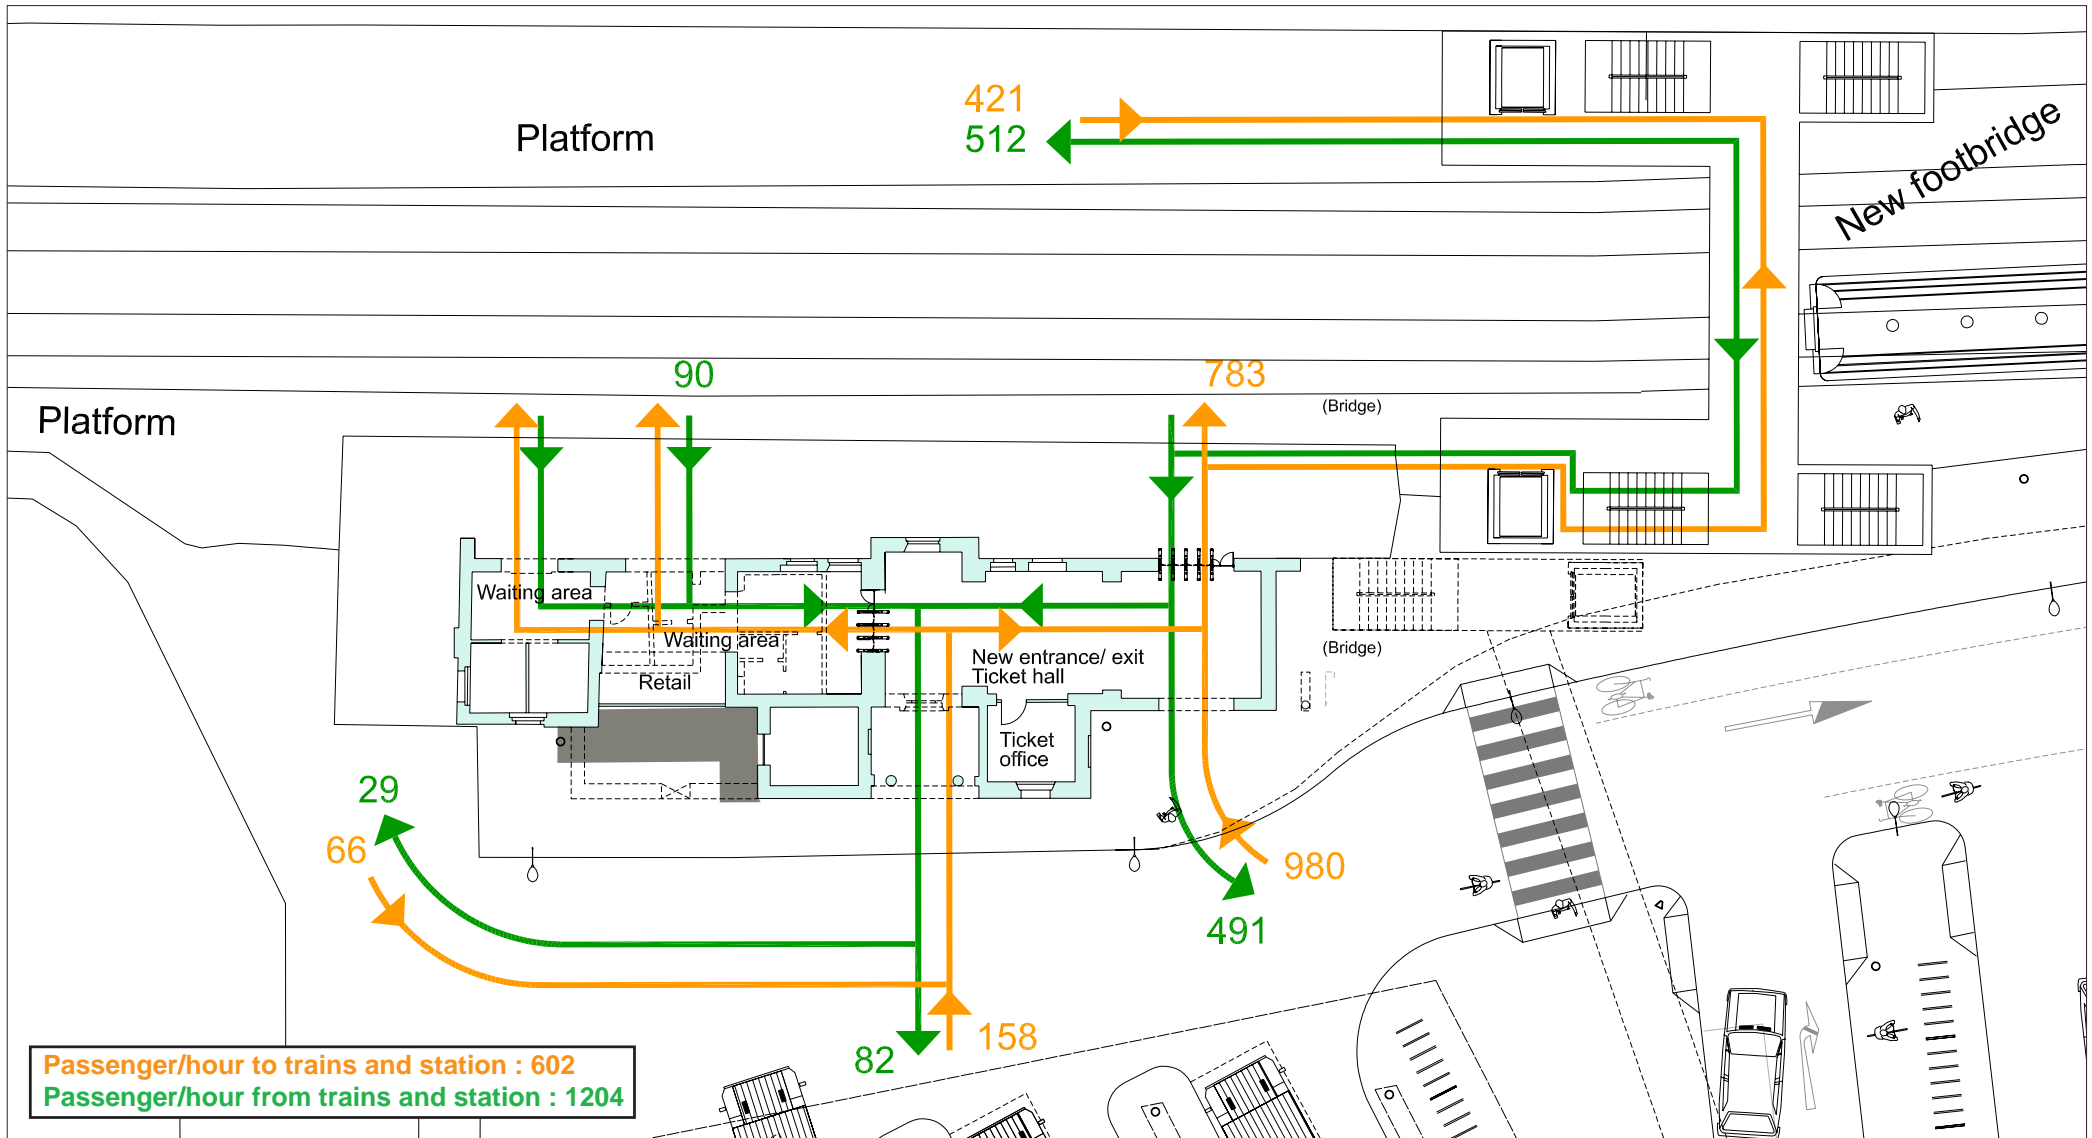 421
Platform
512
New footbridge
90
783
(Bridge)
Platform
Waiting area
Waiting area
New entrance/ exit
Ticket hall
(Bridge)
Retail
Ticket
office
29
66
980
491
158
82
Passenger/hour to trains and station : 602
Passenger/hour from trains and station : 1204